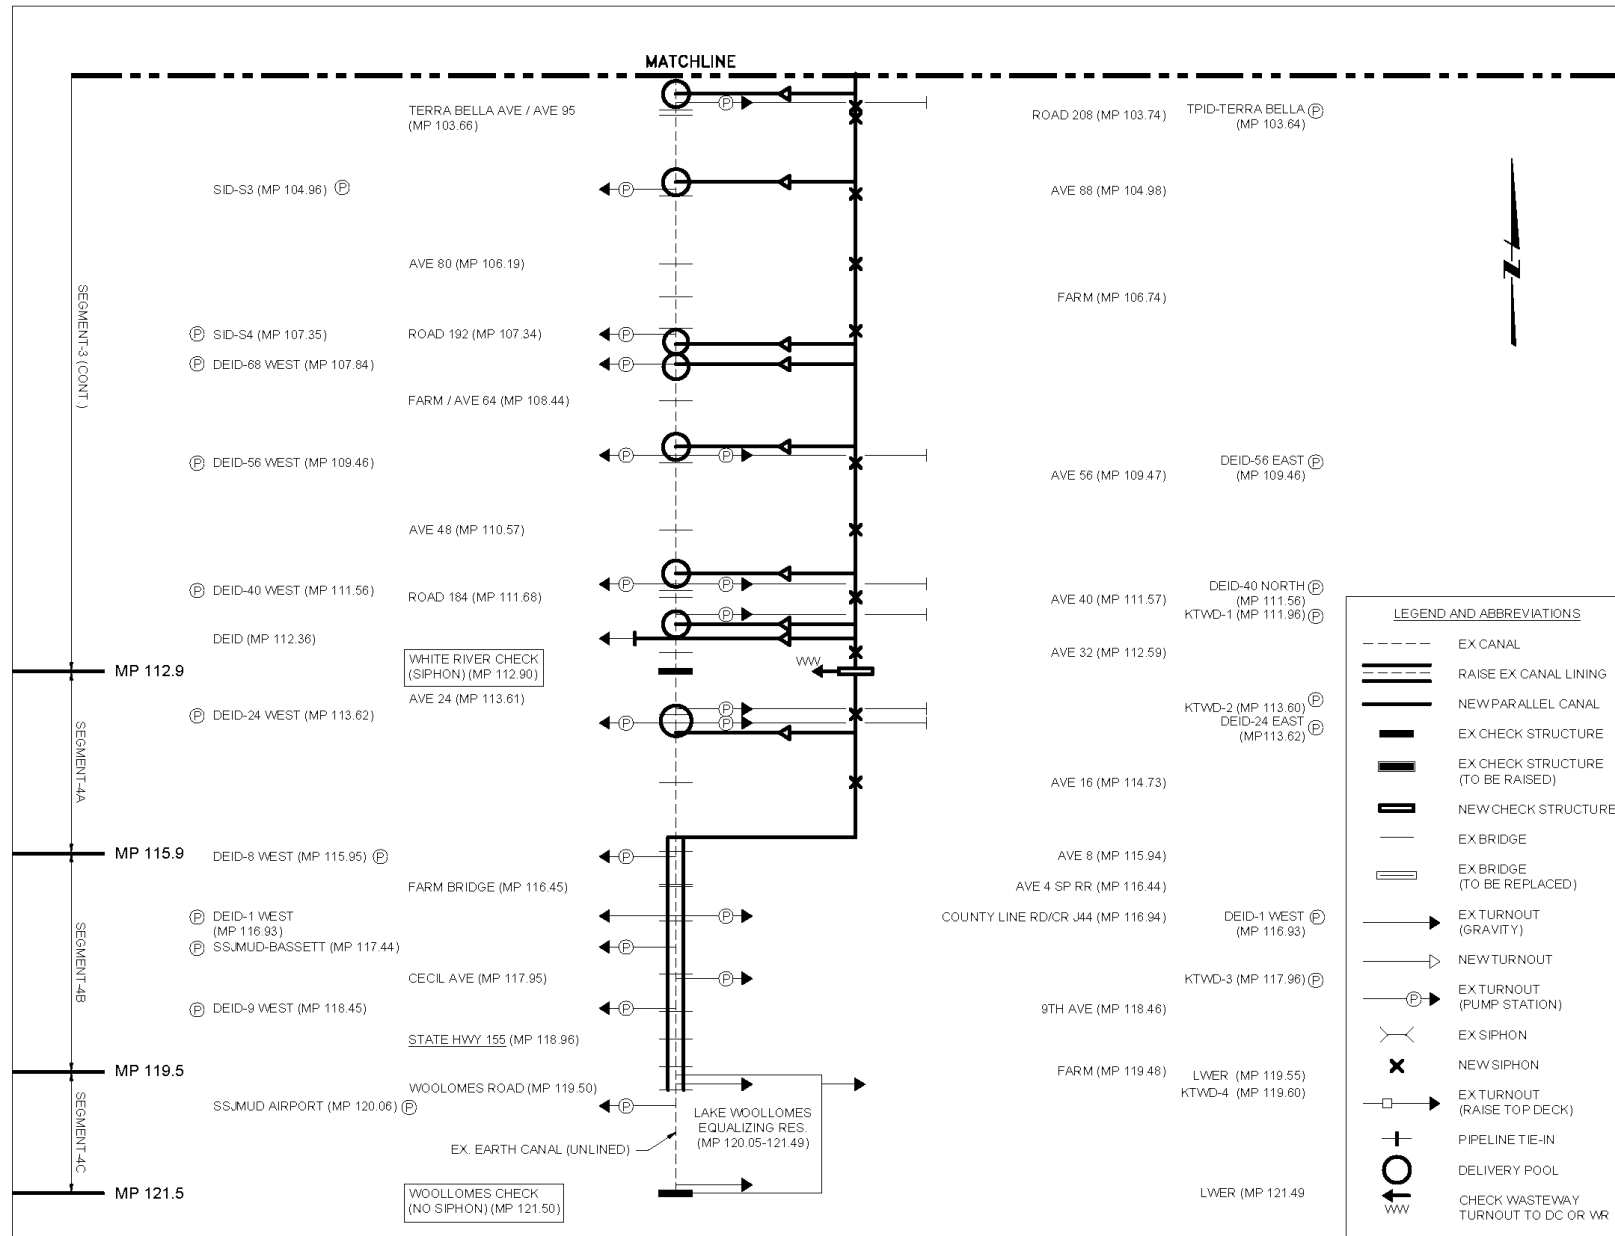 MATCHLINE
TERRA BELLA AVE / AVE 95
(MP 103.66)
P
ROAD 208 (MP 103.74)
TPID-TERRA BELLA P
(MP 103.64)
SID-S3 (MP 104.96) P
P
AVE 88 (MP 104.98)
AVE 80 (MP 106.19)
FARM (MP 106.74)
N
SEGMENT-3 (CONT.)
P SID-S4 (MP 107.35)
ROAD 192 (MP 107.34)
P
P DEID-68 WEST (MP 107.84)
P
FARM / AVE 64 (MP 108.44)
P DEID-56 WEST (MP 109.46)
P
P
AVE 56 (MP 109.47)
DEID-56 EAST P
(MP 109.46)
AVE 48 (MP 110.57)
P DEID-40 WEST (MP 111.56)
ROAD 184 (MP 111.68)
P
P
P
AVE 40 (MP 111.57)
DEID-40 NORTH P
(MP 111.56)
KTWD-1 (MP 111.96) P
DEID (MP 112.36)
AVE 32 (MP 112.59)
WHITE RIVER CHECK
(SIPHON) (MP 112.90)
WW
MP 112.9
AVE 24 (MP 113.61)
P DEID-24 WEST (MP 113.62)
P
P
P
KTWD-2 (MP 113.60) P
DEID-24 EAST P
(MP113.62)
SEGMENT-4A
AVE 16 (MP 114.73)
MP 115.9
DEID-8 WEST (MP 115.95) P
P
AVE 8 (MP 115.94)
FARM BRIDGE (MP 116.45)
AVE 4 SP RR (MP 116.44)
P DEID-1 WEST
(MP 116.93)
P
COUNTY LINE RD/CR J44 (MP 116.94)
DEID-1 WEST P
(MP 116.93)
SEGMENT-4B
P SSJMUD-BASSETT (MP 117.44)
P
CECIL AVE (MP 117.95)
P
KTWD-3 (MP 117.96) P
P DEID-9 WEST (MP 118.45)
P
9TH AVE (MP 118.46)
STATE HWY 155 (MP 118.96)
MP 119.5
FARM (MP 119.48)
LWER (MP 119.55)
WOOLOMES ROAD (MP 119.50)
KTWD-4 (MP 119.60)
SSJMUD AIRPORT (MP 120.06) P
P
LAKE WOOLLOMES
EQUALIZING RES.
(MP 120.05-121.49)
EX. EARTH CANAL (UNLINED)
SEGMENT-4C
MP 121.5
WOOLLOMES CHECK
(NO SIPHON) (MP 121.50)
LWER (MP 121.49
LEGEND AND ABBREVIATIONS
EX CANAL
RAISE EX CANAL LINING
NEW PARALLEL CANAL
EX CHECK STRUCTURE
EX CHECK STRUCTURE
(TO BE RAISED)
NEW CHECK STRUCTURE
EX BRIDGE
EX BRIDGE
(TO BE REPLACED)
EX TURNOUT
(GRAVITY)
NEW TURNOUT
P
EX TURNOUT
(PUMP STATION)
EX SIPHON
NEW SIPHON
EX TURNOUT
(RAISE TOP DECK)
PIPELINE TIE-IN
DELIVERY POOL
WW
CHECK WASTEWAY
TURNOUT TO DC OR WR